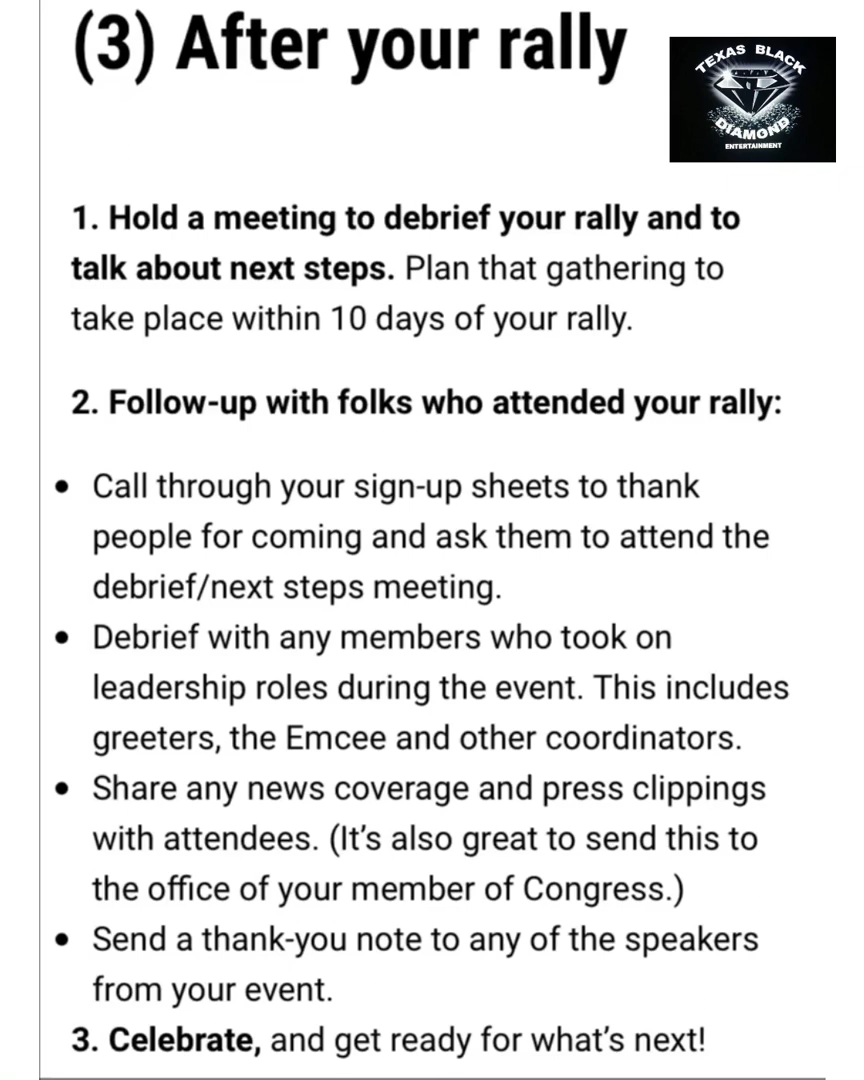 (3) After your rally
TEXAS BLACK
DIAMOND
ENTERTAINMENT
1. Hold a meeting to debrief your rally and to
talk about next steps. Plan that gathering to
take place within 10 days of your rally.
2. Follow-up with folks who attended your rally:
• Call through your sign-up sheets to thank
people for coming and ask them to attend the
debrief/next steps meeting.
• Debrief with any members who took on
leadership roles during the event. This includes
greeters, the Emcee and other coordinators.
• Share any news coverage and press clippings
with attendees. (It’s also great to send this to
the office of your member of Congress.)
• Send a thank-you note to any of the speakers
from your event.
3. Celebrate, and get ready for what’s next!